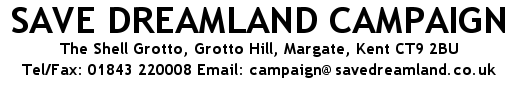 SAVE DREAMLAND CAMPAIGN
The Shell Grotto, Grotto Hill, Margate, Kent CT9 2BU
Tel/Fax: 01843 220008 Email: campaign@savedreamland.co.uk